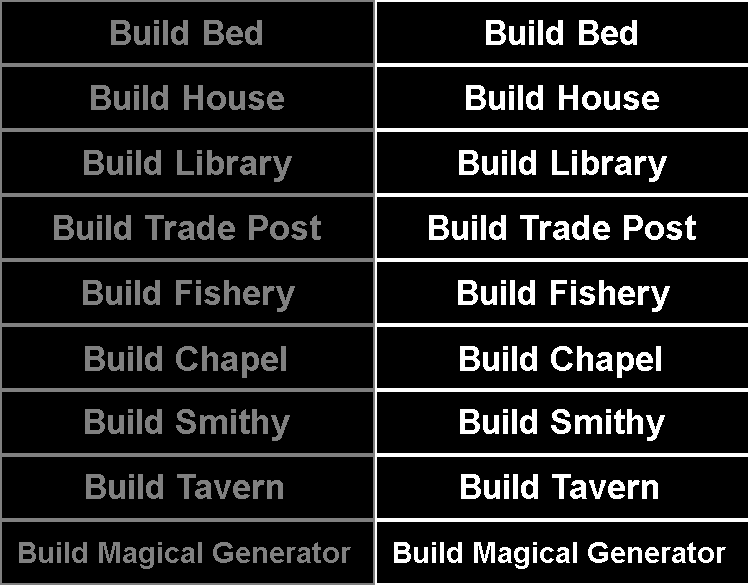 Build Bed Build Bed
Build House Build House
Build Library Build Library
Build Trade Post Build Trade Post
Build Fishery Build Fishery
Build Chapel Build Chapel
Build Smithy Build Smithy
Build Tavern Build Tavern
Build Magical Generator Build Magical Generator